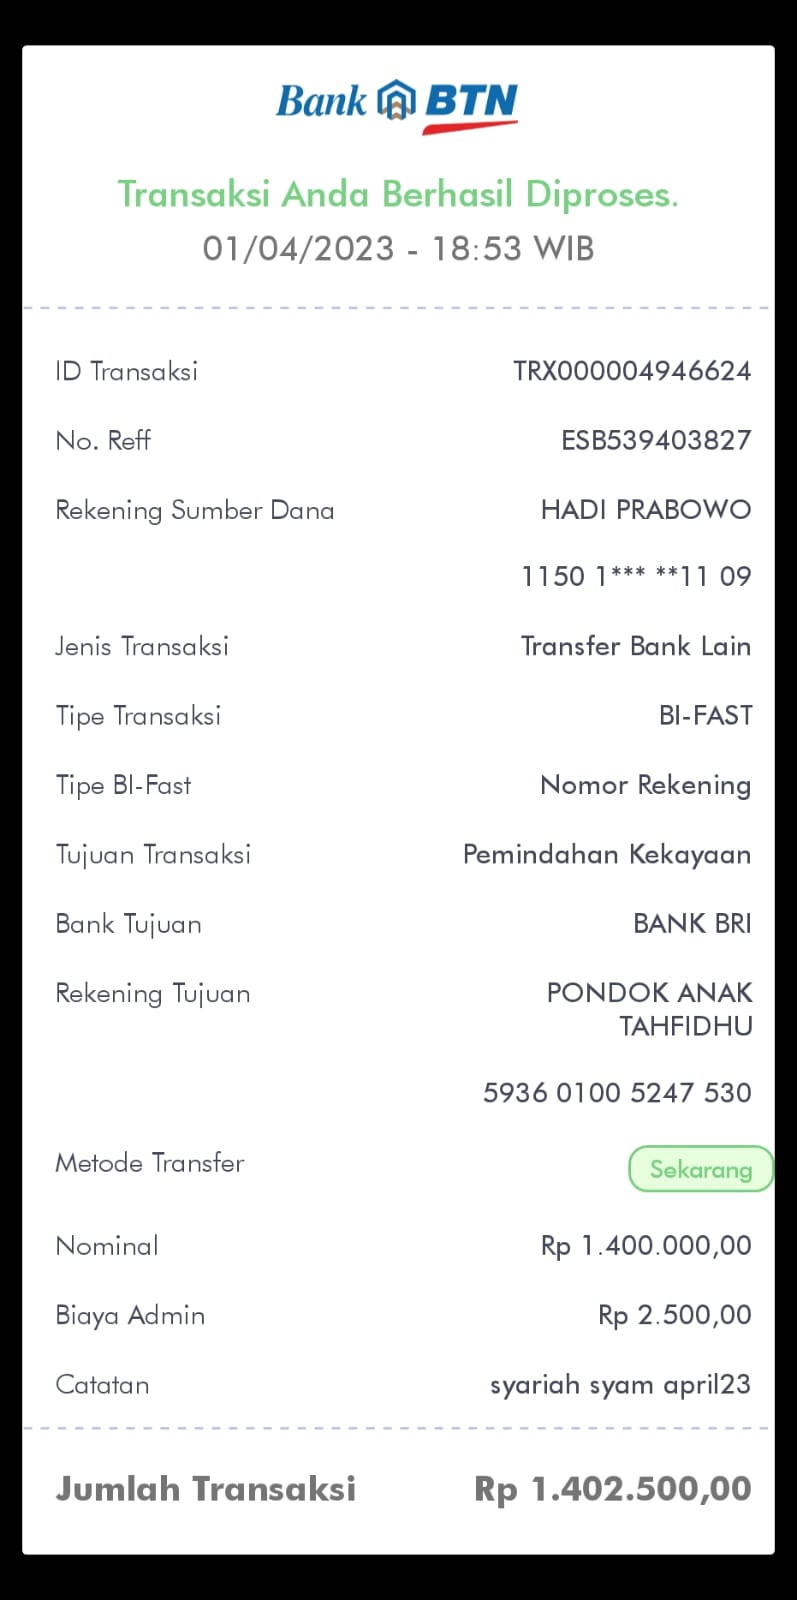 Bank BTN
Transaksi Anda Berhasil Diproses.
01/04/2023 - 18:53 WIB
ID Transaksi TRX000004946624
No. Reff ESB539403827
Rekening Sumber Dana HADI PRABOWO
1150 1*** **11 09
Jenis Transaksi Transfer Bank Lain
Tipe Transaksi BI-FAST
Tipe BI-Fast Nomor Rekening
Tujuan Transaksi Pemindahan Kekayaan
Bank Tujuan BANK BRI
Rekening Tujuan PONDOK ANAK
TAHFIDHU
5936 0100 5247 530
Metode Transfer Sekarang
Nominal Rp 1.400.000,00
Biaya Admin Rp 2.500,00
Catatan syariah syam april23
Jumlah Transaksi Rp 1.402.500,00